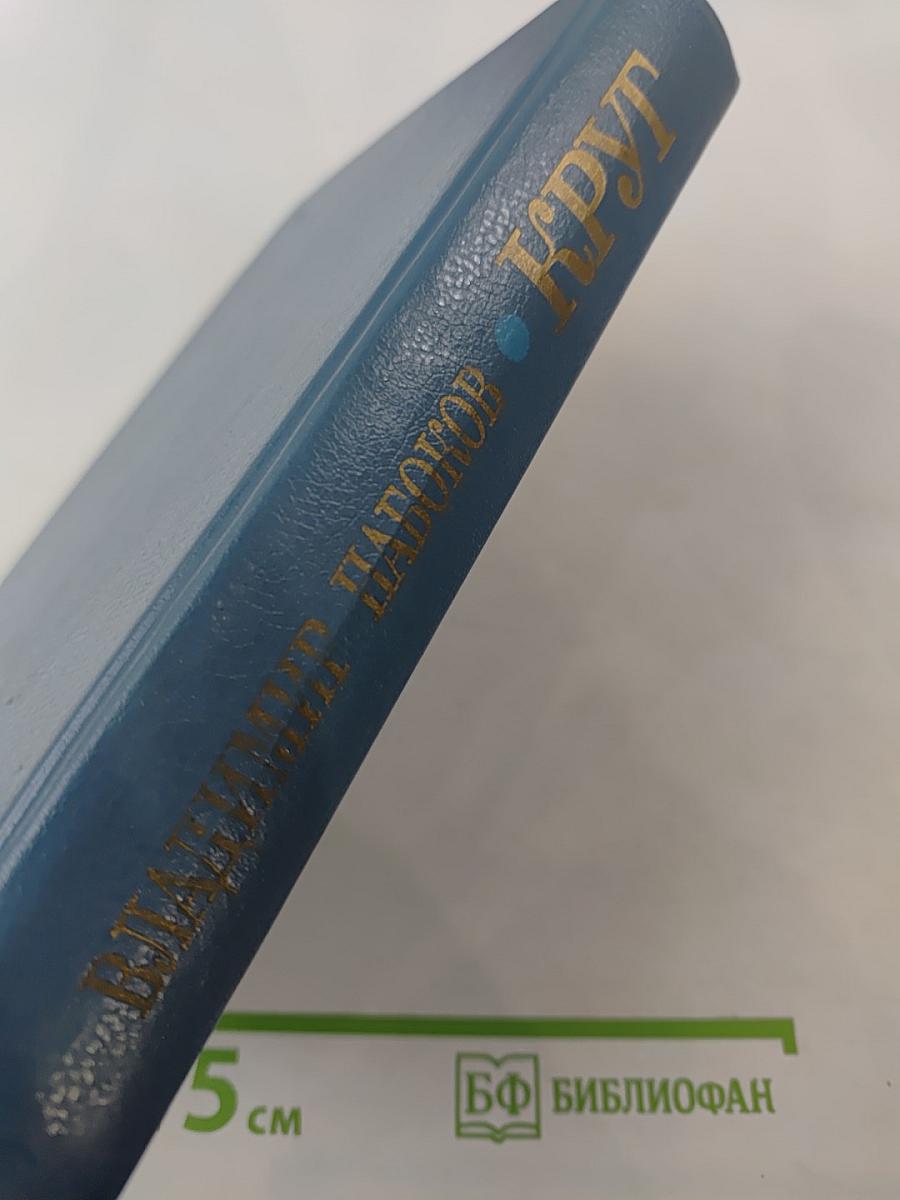 ВЛАДИМИР НАБОКОВ • КРУГ
5 см
БФ БИБЛИОФАН